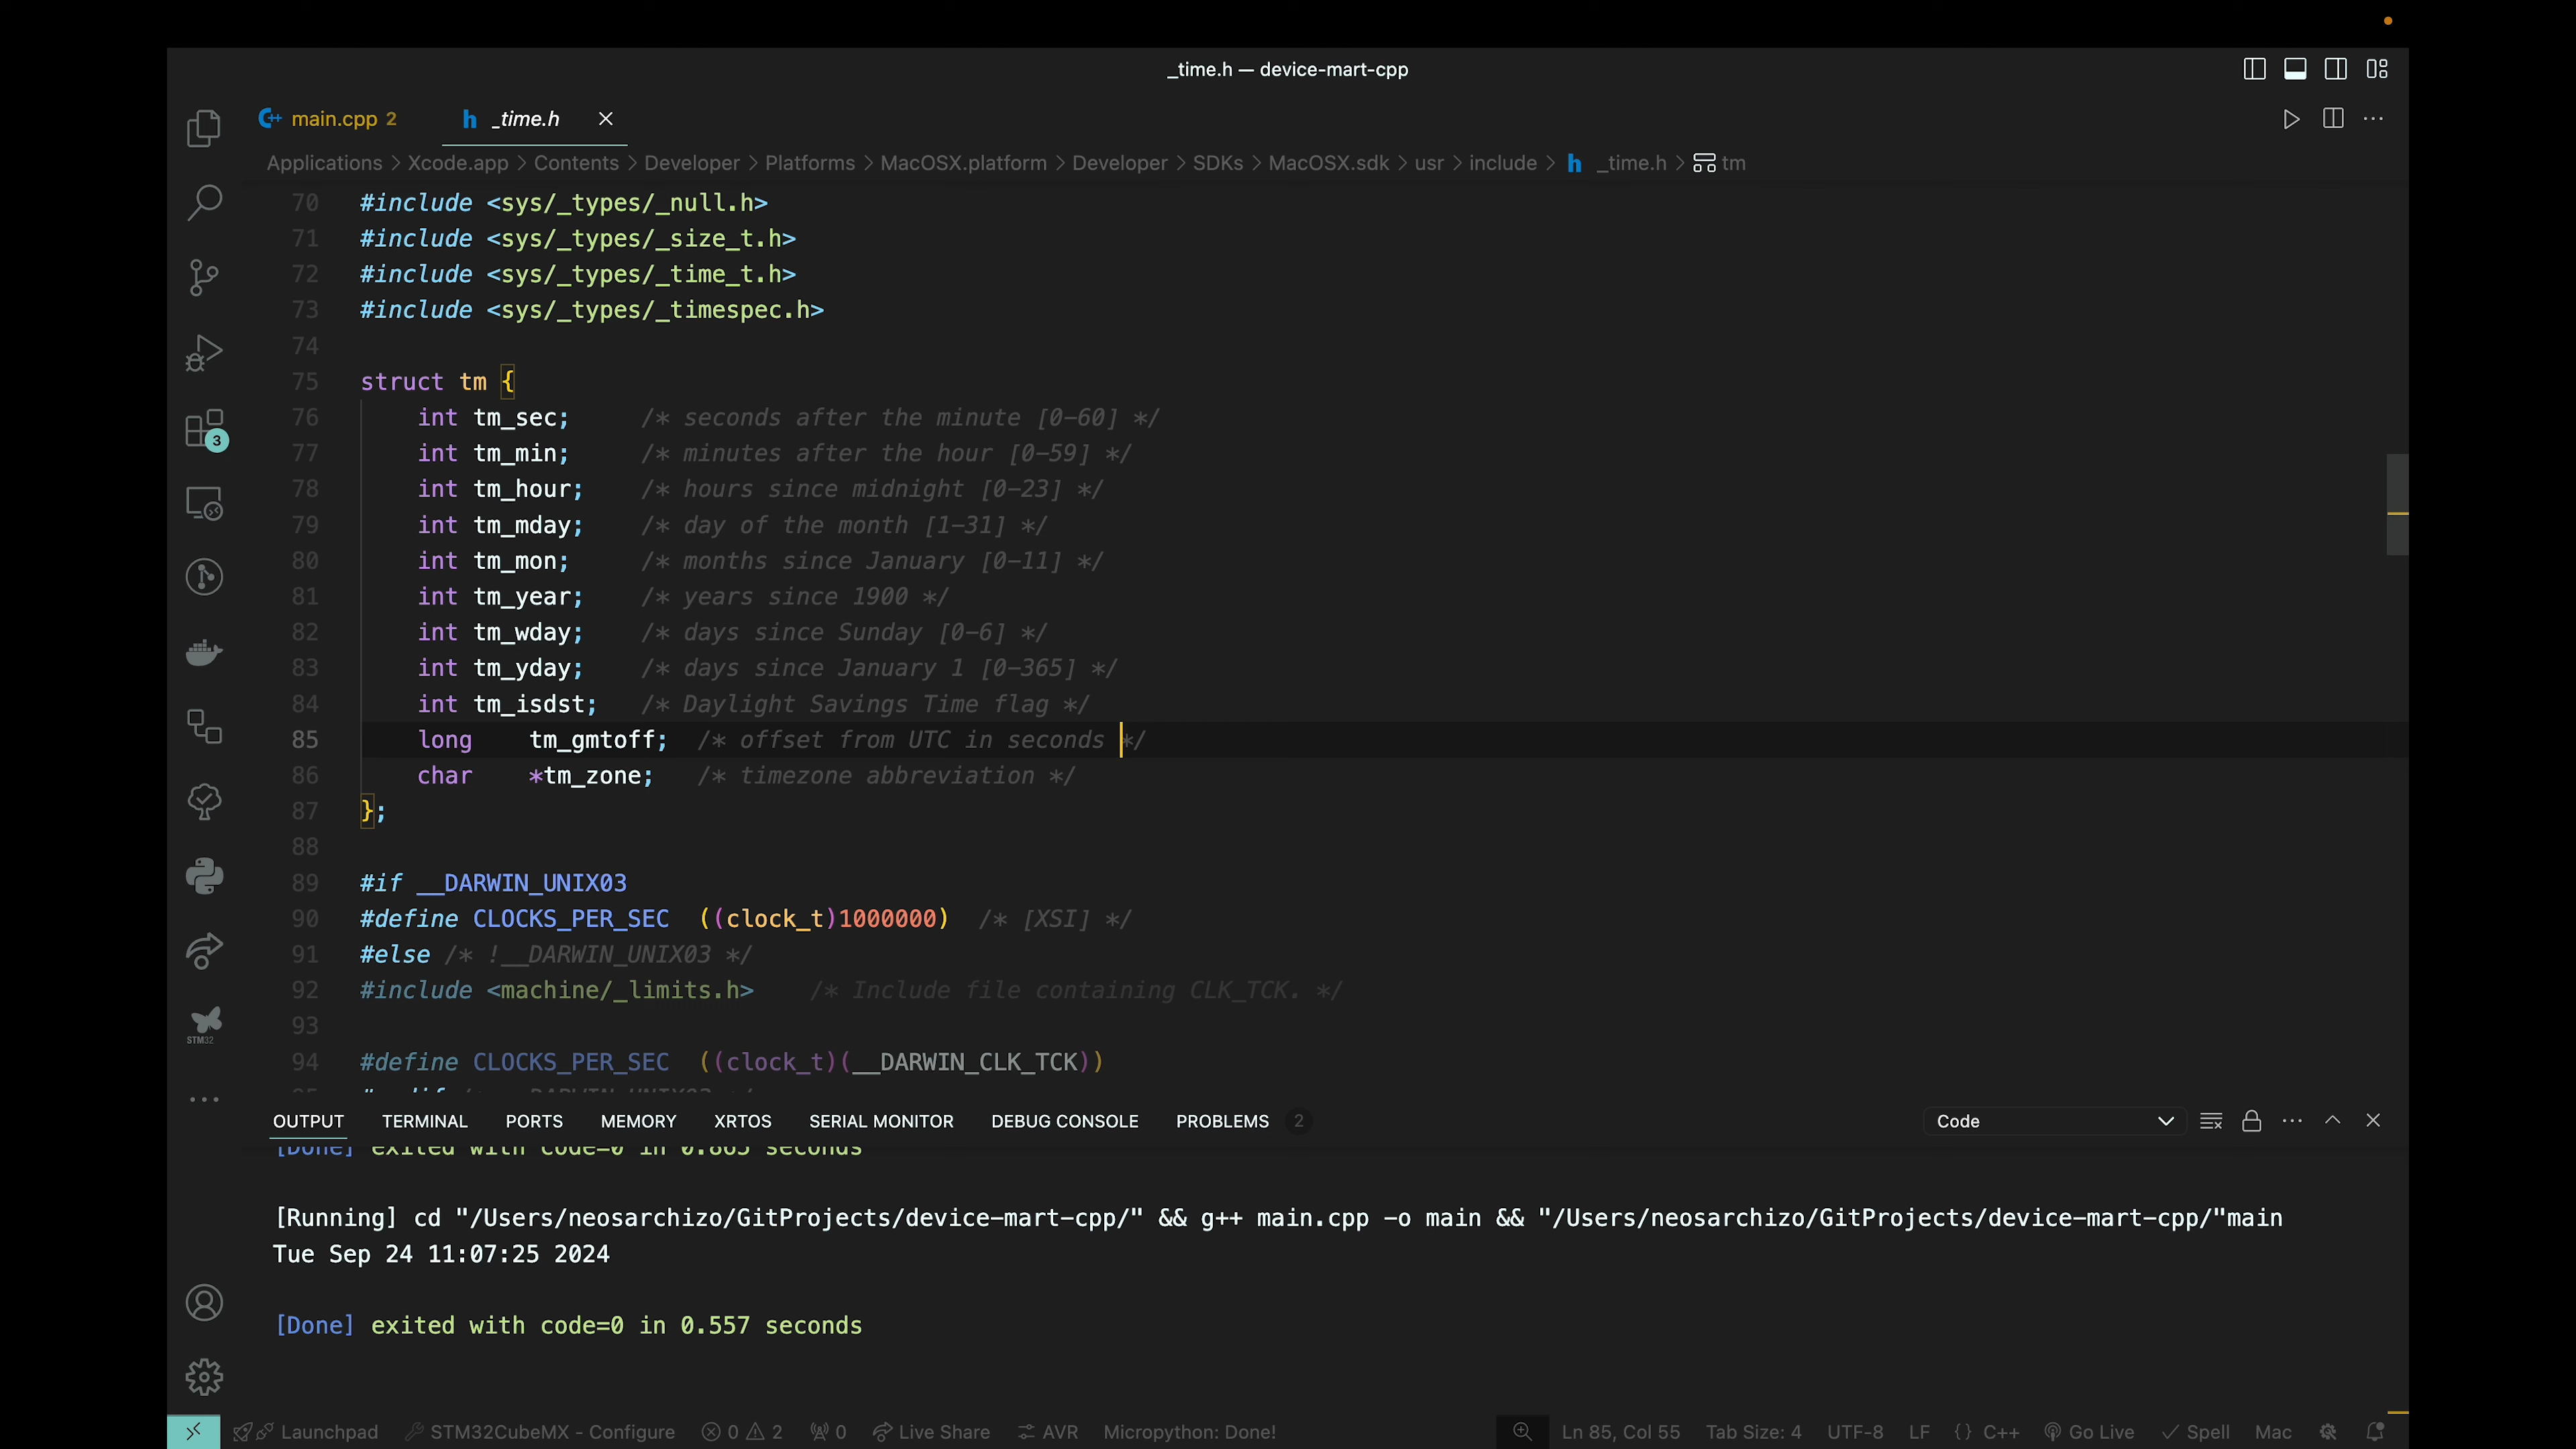 _time.h — device-mart-cpp
main.cpp 2
_time.h
Applications > Xcode.app > Contents > Developer > Platforms > MacOSX.platform > Developer > SDKs > MacOSX.sdk > usr > include > _time.h > tm
70 #include <sys/_types/_null.h>
71 #include <sys/_types/_size_t.h>
72 #include <sys/_types/_time_t.h>
73 #include <sys/_types/_timespec.h>
74
75 struct tm {
76 int tm_sec; /* seconds after the minute [0-60] */
77 int tm_min; /* minutes after the hour [0-59] */
78 int tm_hour; /* hours since midnight [0-23] */
79 int tm_mday; /* day of the month [1-31] */
80 int tm_mon; /* months since January [0-11] */
81 int tm_year; /* years since 1900 */
82 int tm_wday; /* days since Sunday [0-6] */
83 int tm_yday; /* days since January 1 [0-365] */
84 int tm_isdst; /* Daylight Savings Time flag */
85 long tm_gmtoff; /* offset from UTC in seconds */
86 char *tm_zone; /* timezone abbreviation */
87 };
88
89 #if __DARWIN_UNIX03
90 #define CLOCKS_PER_SEC ((clock_t)1000000) /* [XSI] */
91 #else /* !__DARWIN_UNIX03 */
92 #include <machine/_limits.h> /* Include file containing CLK_TCK. */
93
94 #define CLOCKS_PER_SEC ((clock_t)(__DARWIN_CLK_TCK))
3
STM32
OUTPUT TERMINAL PORTS MEMORY XRTOS SERIAL MONITOR DEBUG CONSOLE PROBLEMS 2 Code
[Done] exited with code=0 in 0.865 seconds
[Running] cd "/Users/neosarchizo/GitProjects/device-mart-cpp/" && g++ main.cpp -o main && "/Users/neosarchizo/GitProjects/device-mart-cpp/"main
Tue Sep 24 11:07:25 2024
[Done] exited with code=0 in 0.557 seconds
Launchpad STM32CubeMX - Configure 0 2 0 Live Share AVR Micropython: Done! Ln 85, Col 55 Tab Size: 4 UTF-8 LF {} C++ Go Live Spell Mac